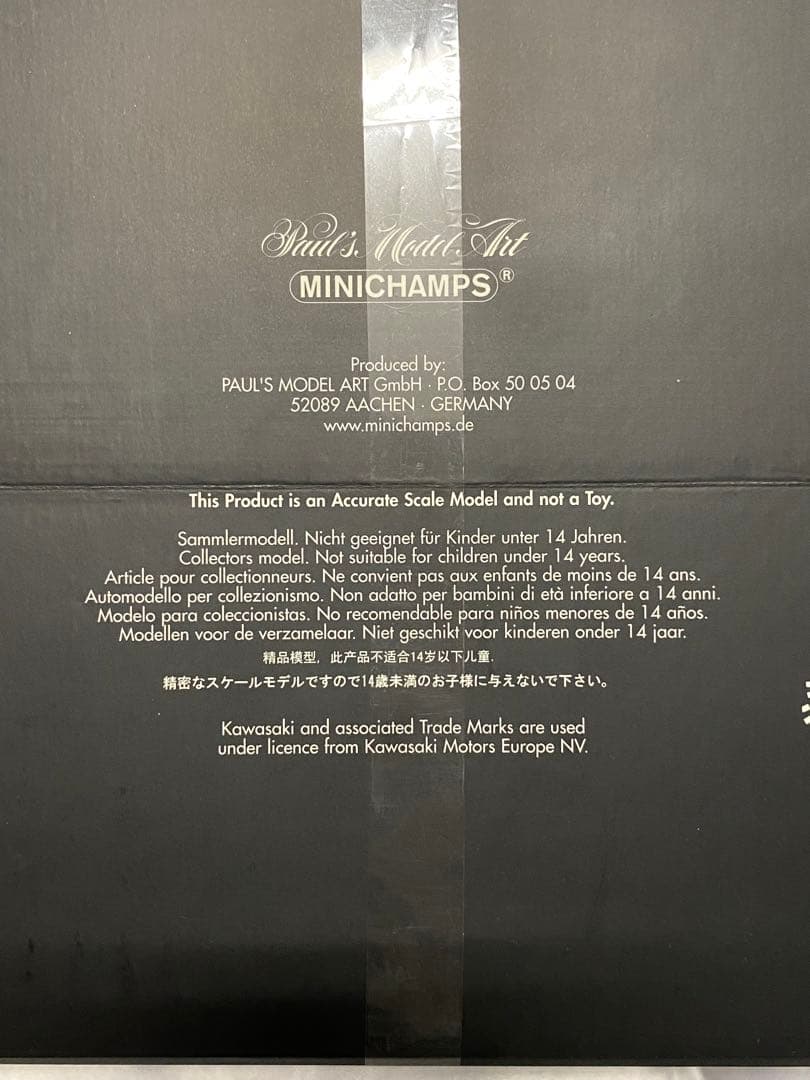 Paul's Model Art
MINICHAMPS®
Produced by:
PAUL'S MODEL ART GmbH · P.O. Box 50 05 04
52089 AACHEN · GERMANY
www.minichamps.de
This Product is an Accurate Scale Model and not a Toy.
Sammlermodell. Nicht geeignet für Kinder unter 14 Jahren.
Collectors model. Not suitable for children under 14 years.
Article pour collectionneurs. Ne convient pas aux enfants de moins de 14 ans.
Automodello per collezionismo. Non adatto per bambini di età inferiore a 14 anni.
Modelo para coleccionistas. No recomendable para niños menores de 14 años.
Modellen voor de verzamelaar. Niet geschikt voor kinderen onder 14 jaar.
精品模型，此产品不适合14岁以下儿童.
精密なスケールモデルですので14歳未満のお子様に与えないで下さい。
Kawasaki and associated Trade Marks are used
under licence from Kawasaki Motors Europe NV.